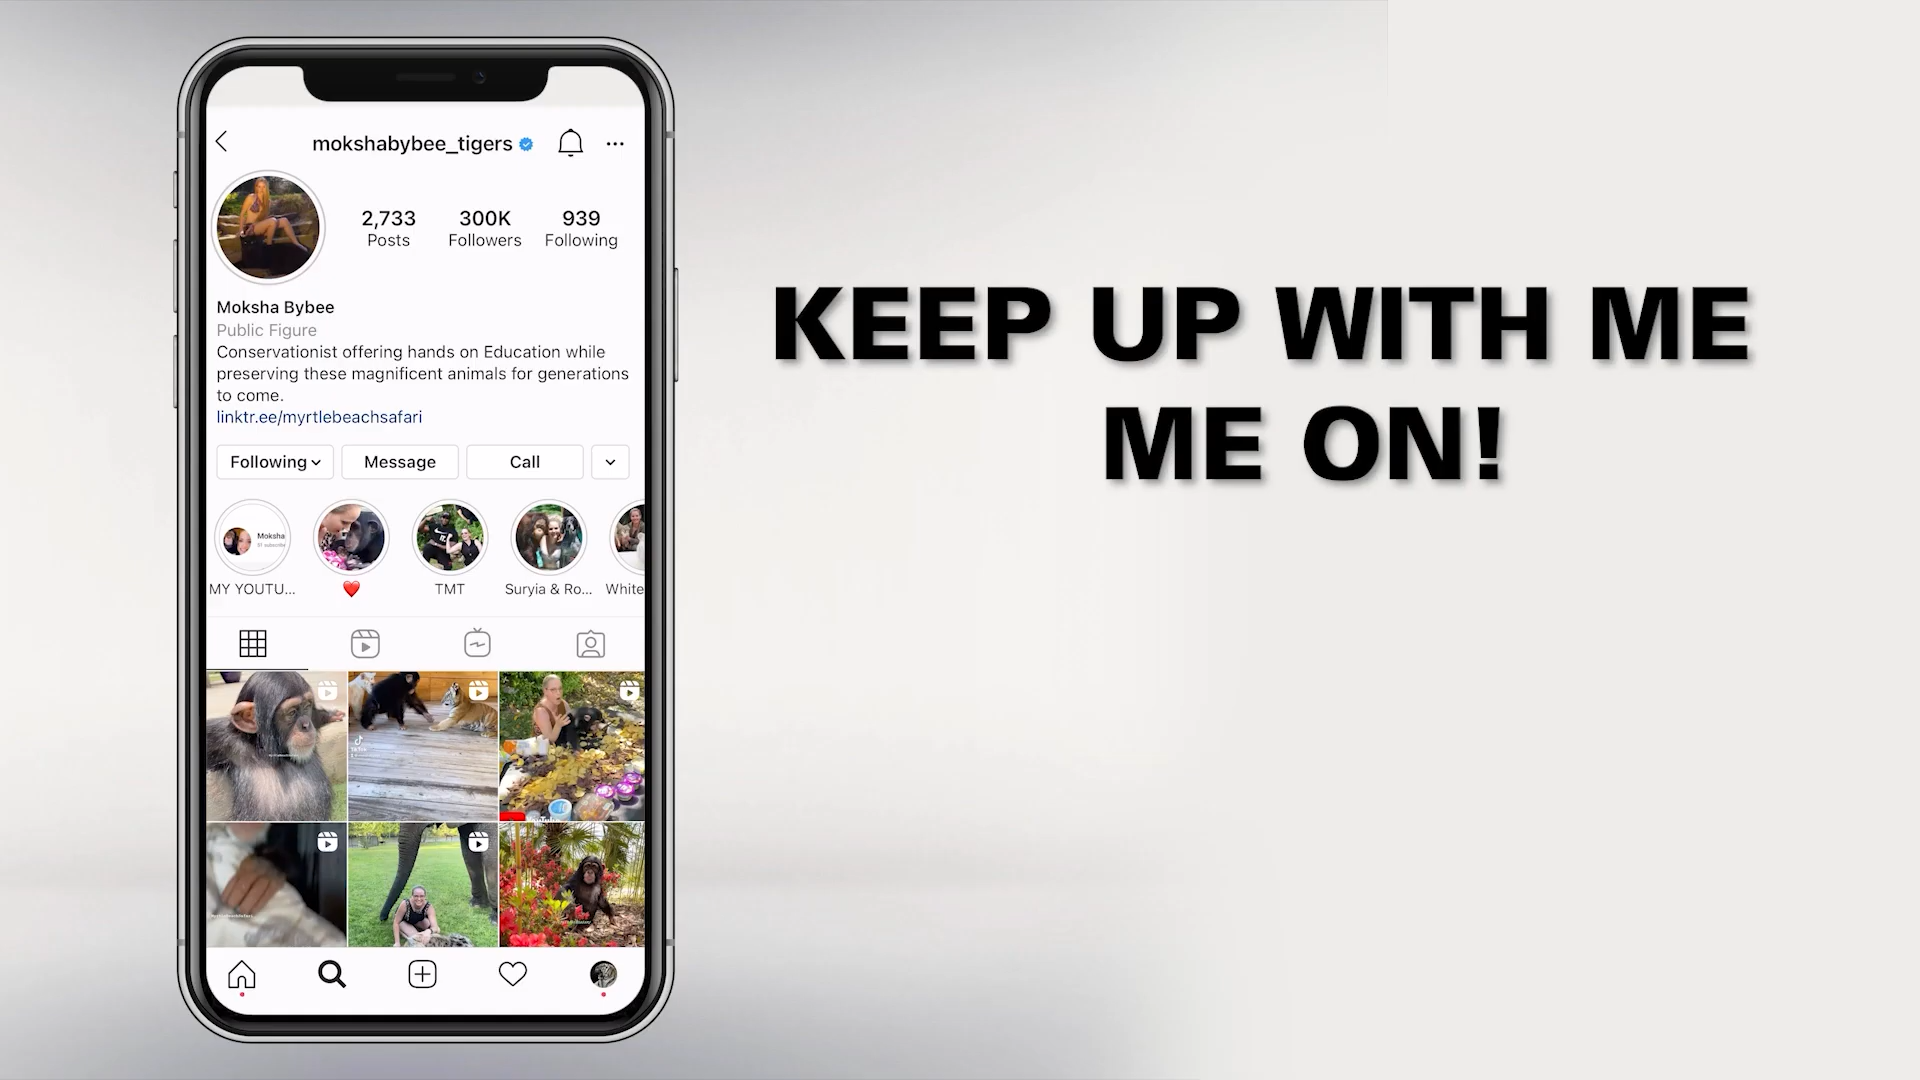 mokshabybee_tigers
2,733 300K 939
Posts Followers Following
Moksha Bybee
Public Figure
Conservationist offering hands on Education while
preserving these magnificent animals for generations
to come.
linktr.ee/myrtlebeachsafari
Following Message Call
Moksha
MY YOUTU... TMT Suryia & Ro... White
KEEP UP WITH ME
ME ON!